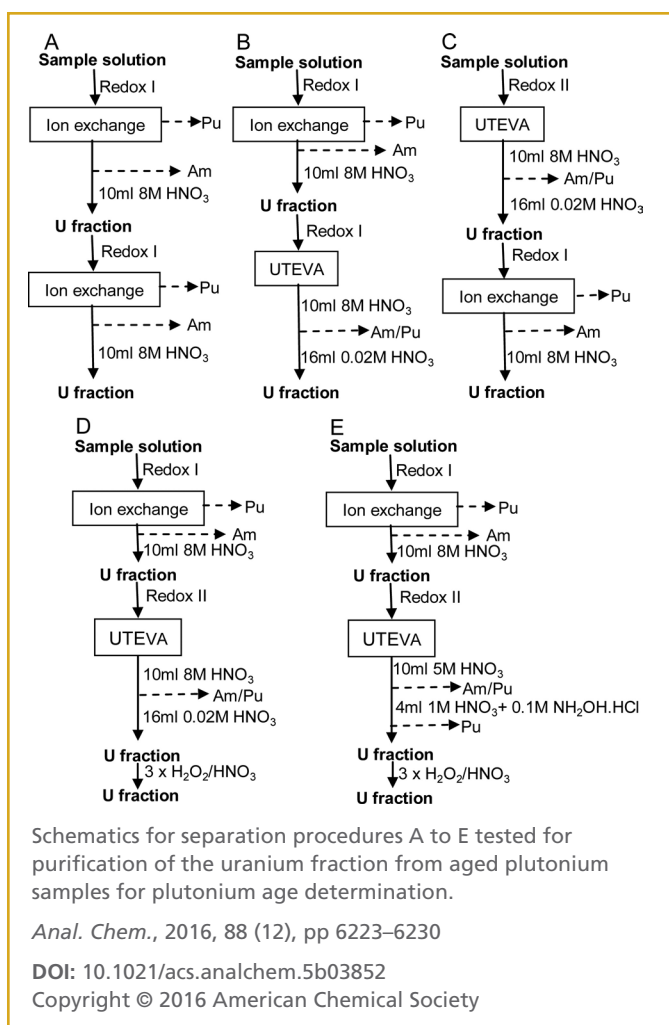 A
Sample solution
Redox I
Ion exchange
Pu
Am
10ml 8M HNO₃
U fraction
Redox I
Ion exchange
Pu
Am
10ml 8M HNO₃
U fraction
B
Sample solution
Redox I
Ion exchange
Pu
Am
10ml 8M HNO₃
U fraction
Redox I
UTEVA
10ml 8M HNO₃
Am/Pu
16ml 0.02M HNO₃
U fraction
C
Sample solution
Redox II
UTEVA
10ml 8M HNO₃
Am/Pu
16ml 0.02M HNO₃
U fraction
Redox I
Ion exchange
Pu
Am
10ml 8M HNO₃
U fraction
D
Sample solution
Redox I
Ion exchange
Pu
Am
10ml 8M HNO₃
U fraction
Redox II
UTEVA
10ml 8M HNO₃
Am/Pu
16ml 0.02M HNO₃
U fraction
3 x H₂O₂/HNO₃
U fraction
E
Sample solution
Redox I
Ion exchange
Pu
Am
10ml 8M HNO₃
U fraction
Redox II
UTEVA
10ml 5M HNO₃
Am/Pu
4ml 1M HNO₃+ 0.1M NH₂OH.HCl
Pu
U fraction
3 x H₂O₂/HNO₃
U fraction
Schematics for separation procedures A to E tested for
purification of the uranium fraction from aged plutonium
samples for plutonium age determination.
Anal. Chem., 2016, 88 (12), pp 6223–6230
DOI: 10.1021/acs.analchem.5b03852
Copyright © 2016 American Chemical Society